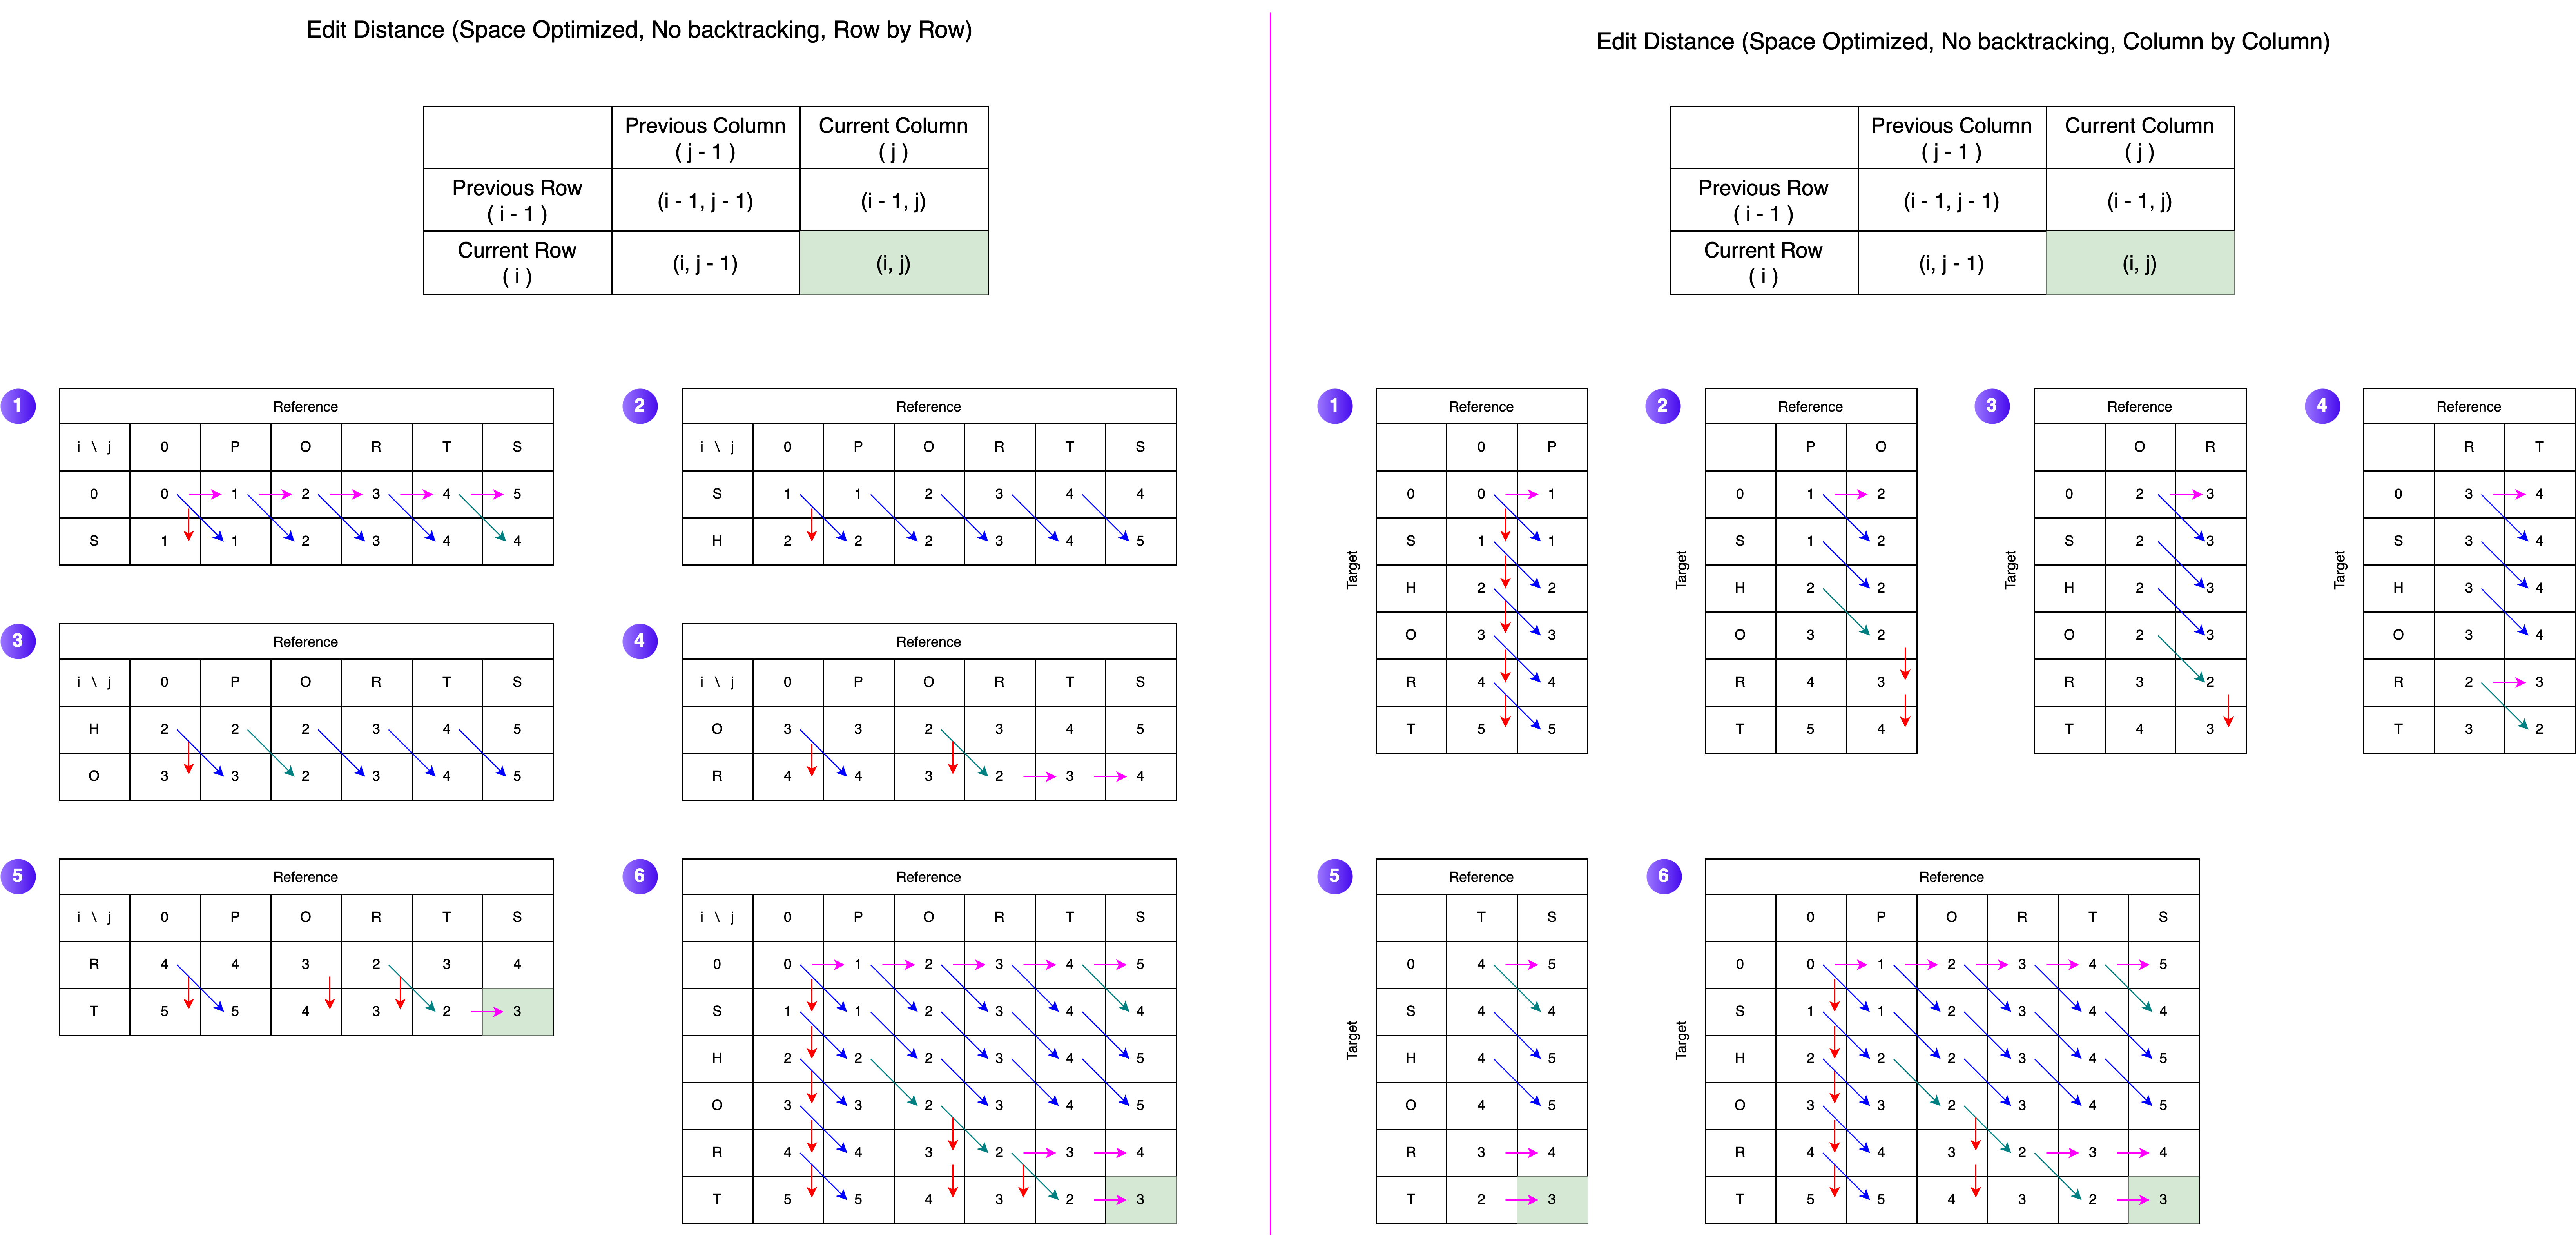 Edit Distance (Space Optimized, No backtracking, Row by Row)
Previous Column
( j - 1 )
Current Column
( j )
Previous Row
( i - 1 )
(i - 1, j - 1)
(i - 1, j)
Current Row
( i )
(i, j - 1)
(i, j)
1
Reference
i \ j 0 P O R T S
0 0 1 2 3 4 5
S 1 1 2 3 4 4
2
Reference
i \ j 0 P O R T S
S 1 1 2 3 4 4
H 2 2 2 3 4 5
3
Reference
i \ j 0 P O R T S
H 2 2 2 3 4 5
O 3 3 2 3 4 5
4
Reference
i \ j 0 P O R T S
O 3 3 2 3 4 5
R 4 4 3 2 3 4
5
Reference
i \ j 0 P O R T S
R 4 4 3 2 3 4
T 5 5 4 3 2 3
6
Reference
i \ j 0 P O R T S
0 0 1 2 3 4 5
S 1 1 2 3 4 4
H 2 2 2 3 4 5
O 3 3 2 3 4 5
R 4 4 3 2 3 4
T 5 5 4 3 2 3
Edit Distance (Space Optimized, No backtracking, Column by Column)
Previous Column
( j - 1 )
Current Column
( j )
Previous Row
( i - 1 )
(i - 1, j - 1)
(i - 1, j)
Current Row
( i )
(i, j - 1)
(i, j)
1
Reference
Target
0 P
0 0 1
S 1 1
H 2 2
O 3 3
R 4 4
T 5 5
2
Reference
Target
P O
0 1 2
S 1 2
H 2 2
O 3 2
R 4 3
T 5 4
3
Reference
Target
O R
0 2 3
S 2 3
H 2 3
O 2 3
R 3 2
T 4 3
4
Reference
Target
R T
0 3 4
S 3 4
H 3 4
O 3 4
R 2 3
T 3 2
5
Reference
Target
T S
0 4 5
S 4 4
H 4 5
O 4 5
R 3 4
T 2 3
6
Reference
Target
0 P O R T S
0 0 1 2 3 4 5
S 1 1 2 3 4 4
H 2 2 2 3 4 5
O 3 3 2 3 4 5
R 4 4 3 2 3 4
T 5 5 4 3 2 3